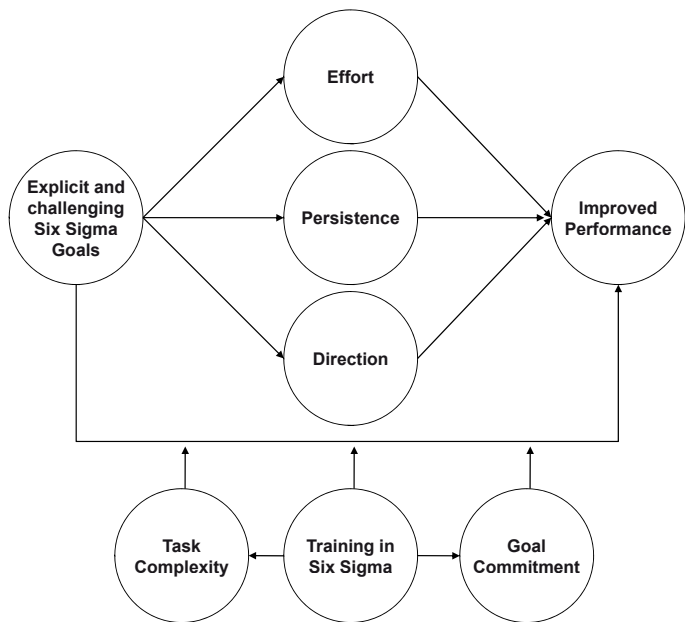 Effort
Explicit and
challenging
Six Sigma
Goals
Persistence
Improved
Performance
Direction
Task
Complexity
Training in
Six Sigma
Goal
Commitment